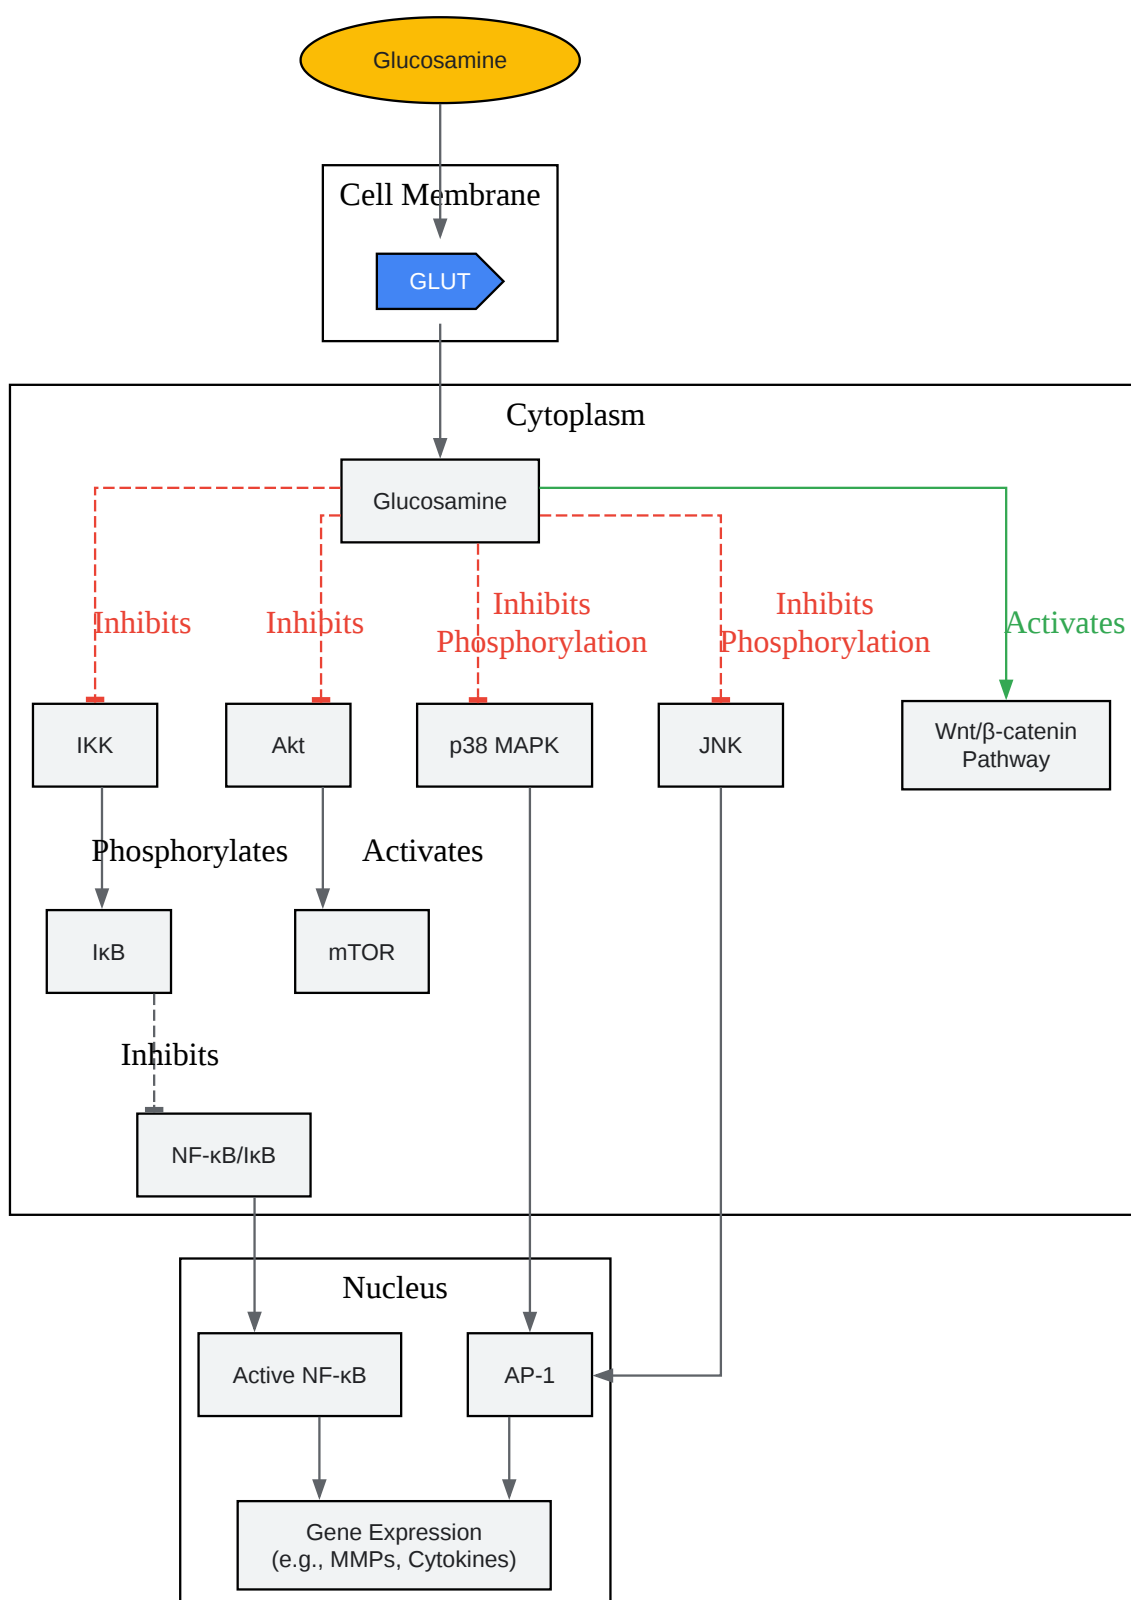 Glucosamine
Cell Membrane
GLUT
Cytoplasm
Glucosamine
Inhibits
Inhibits
Inhibits
Phosphorylation
Inhibits
Phosphorylation
Activates
IKK
Akt
p38 MAPK
JNK
Wnt/β-catenin
Pathway
Phosphorylates
Activates
IκB
mTOR
Inhibits
NF-κB/IκB
Nucleus
Active NF-κB
AP-1
Gene Expression
(e.g., MMPs, Cytokines)